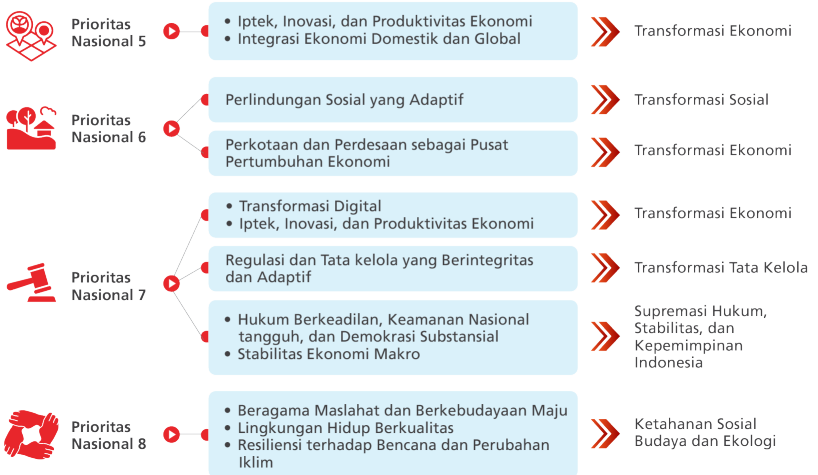 Prioritas
Nasional 5
• Iptek, Inovasi, dan Produktivitas Ekonomi
• Integrasi Ekonomi Domestik dan Global
Transformasi Ekonomi
Prioritas
Nasional 6
Perlindungan Sosial yang Adaptif
Transformasi Sosial
Perkotaan dan Perdesaan sebagai Pusat
Pertumbuhan Ekonomi
Transformasi Ekonomi
Prioritas
Nasional 7
• Transformasi Digital
• Iptek, Inovasi, dan Produktivitas Ekonomi
Transformasi Ekonomi
Regulasi dan Tata kelola yang Berintegritas
dan Adaptif
Transformasi Tata Kelola
• Hukum Berkeadilan, Keamanan Nasional
tangguh, dan Demokrasi Substansial
• Stabilitas Ekonomi Makro
Supremasi Hukum,
Stabilitas, dan
Kepemimpinan
Indonesia
Prioritas
Nasional 8
• Beragama Maslahat dan Berkebudayaan Maju
• Lingkungan Hidup Berkualitas
• Resiliensi terhadap Bencana dan Perubahan
Iklim
Ketahanan Sosial
Budaya dan Ekologi